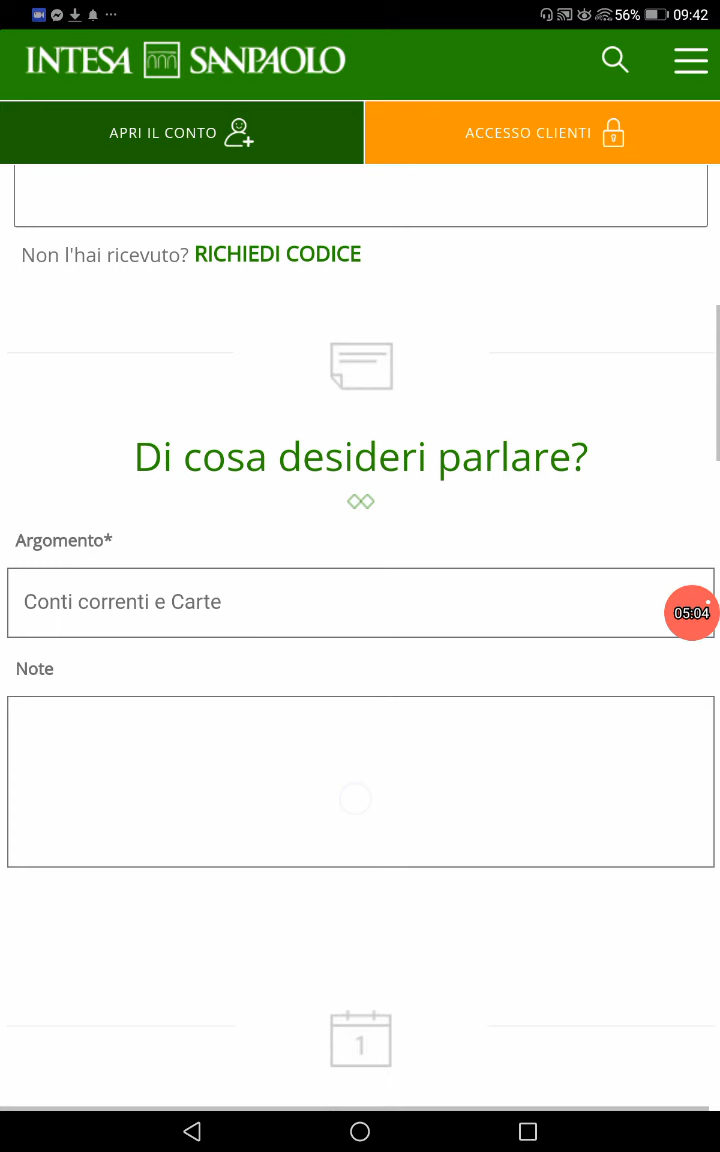 56% 09:42
INTESA SANPAOLO
APRI IL CONTO
ACCESSO CLIENTI
Non l'hai ricevuto? RICHIEDI CODICE
Di cosa desideri parlare?
Argomento*
Conti correnti e Carte
05:04
Note
1